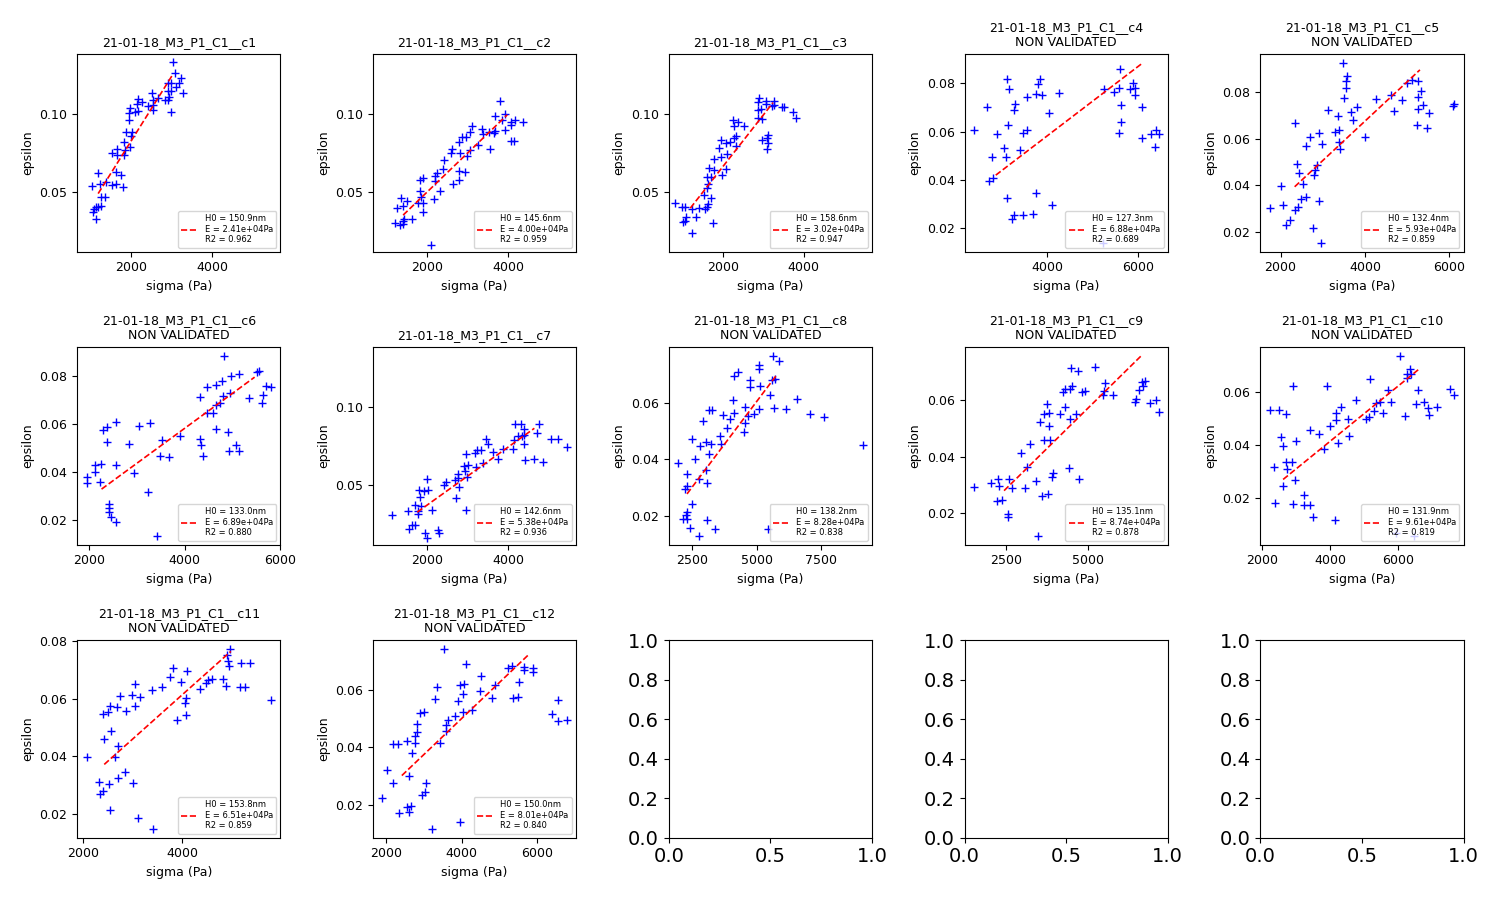 21-01-18_M3_P1_C1__c1
0.10
0.05
epsilon
2000 4000
sigma (Pa)
H0 = 150.9nm
E = 2.41e+04Pa
R2 = 0.962
21-01-18_M3_P1_C1__c2
0.10
0.05
epsilon
2000 4000
sigma (Pa)
H0 = 145.6nm
E = 4.00e+04Pa
R2 = 0.959
21-01-18_M3_P1_C1__c3
0.10
0.05
epsilon
2000 4000
sigma (Pa)
H0 = 158.6nm
E = 3.02e+04Pa
R2 = 0.947
21-01-18_M3_P1_C1__c4
NON VALIDATED
0.08
0.06
0.04
0.02
epsilon
4000 6000
sigma (Pa)
H0 = 127.3nm
E = 6.88e+04Pa
R2 = 0.689
21-01-18_M3_P1_C1__c5
NON VALIDATED
0.08
0.06
0.04
0.02
epsilon
2000 4000 6000
sigma (Pa)
H0 = 132.4nm
E = 5.93e+04Pa
R2 = 0.859
21-01-18_M3_P1_C1__c6
NON VALIDATED
0.08
0.06
0.04
0.02
epsilon
2000 4000 6000
sigma (Pa)
H0 = 133.0nm
E = 6.89e+04Pa
R2 = 0.880
21-01-18_M3_P1_C1__c7
0.10
0.05
epsilon
2000 4000
sigma (Pa)
H0 = 142.6nm
E = 5.38e+04Pa
R2 = 0.936
21-01-18_M3_P1_C1__c8
NON VALIDATED
0.06
0.04
0.02
epsilon
2500 5000 7500
sigma (Pa)
H0 = 138.2nm
E = 8.28e+04Pa
R2 = 0.838
21-01-18_M3_P1_C1__c9
NON VALIDATED
0.06
0.04
0.02
epsilon
2500 5000
sigma (Pa)
H0 = 135.1nm
E = 8.74e+04Pa
R2 = 0.878
21-01-18_M3_P1_C1__c10
NON VALIDATED
0.06
0.04
0.02
epsilon
2000 4000 6000
sigma (Pa)
H0 = 131.9nm
E = 9.61e+04Pa
R2 = 0.819
21-01-18_M3_P1_C1__c11
NON VALIDATED
0.08
0.06
0.04
0.02
epsilon
2000 4000
sigma (Pa)
H0 = 153.8nm
E = 6.51e+04Pa
R2 = 0.859
21-01-18_M3_P1_C1__c12
NON VALIDATED
0.06
0.04
0.02
epsilon
2000 4000 6000
sigma (Pa)
H0 = 150.0nm
E = 8.01e+04Pa
R2 = 0.840
1.0
0.8
0.6
0.4
0.2
0.0
0.0 0.5 1.0
1.0
0.8
0.6
0.4
0.2
0.0
0.0 0.5 1.0
1.0
0.8
0.6
0.4
0.2
0.0
0.0 0.5 1.0